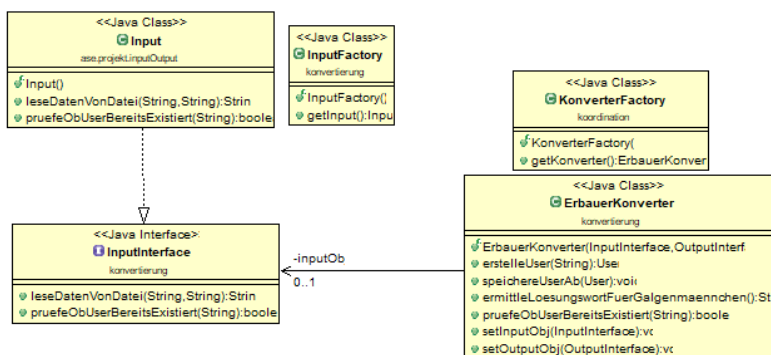 <<Java Class>>
Input
ase.projekt.inputOutput
Input()
leseDatenVonDatei(String,String):Strin
pruefeObUserBereitsExistiert(String):boole
<<Java Class>>
InputFactory
konvertierung
InputFactory()
getInput():Inpu
<<Java Class>>
KonverterFactory
koordination
KonverterFactory(
getKonverter():ErbauerKonver
<<Java Interface>
InputInterface
konvertierung
leseDatenVonDatei(String,String):Strin
pruefeObUserBereitsExistiert(String):boole
-inputOb
0..1
<<Java Class>>
ErbauerKonverter
konvertierung
ErbauerKonverter(InputInterface,OutputInterf
erstelleUser(String):User
speichereUserAb(User):void
ermittleLoesungswortFuerGalgenmaennchen():St
pruefeObUserBereitsExistiert(String):boole
setInputObj(InputInterface):vo
setOutputObj(OutputInterface):vo